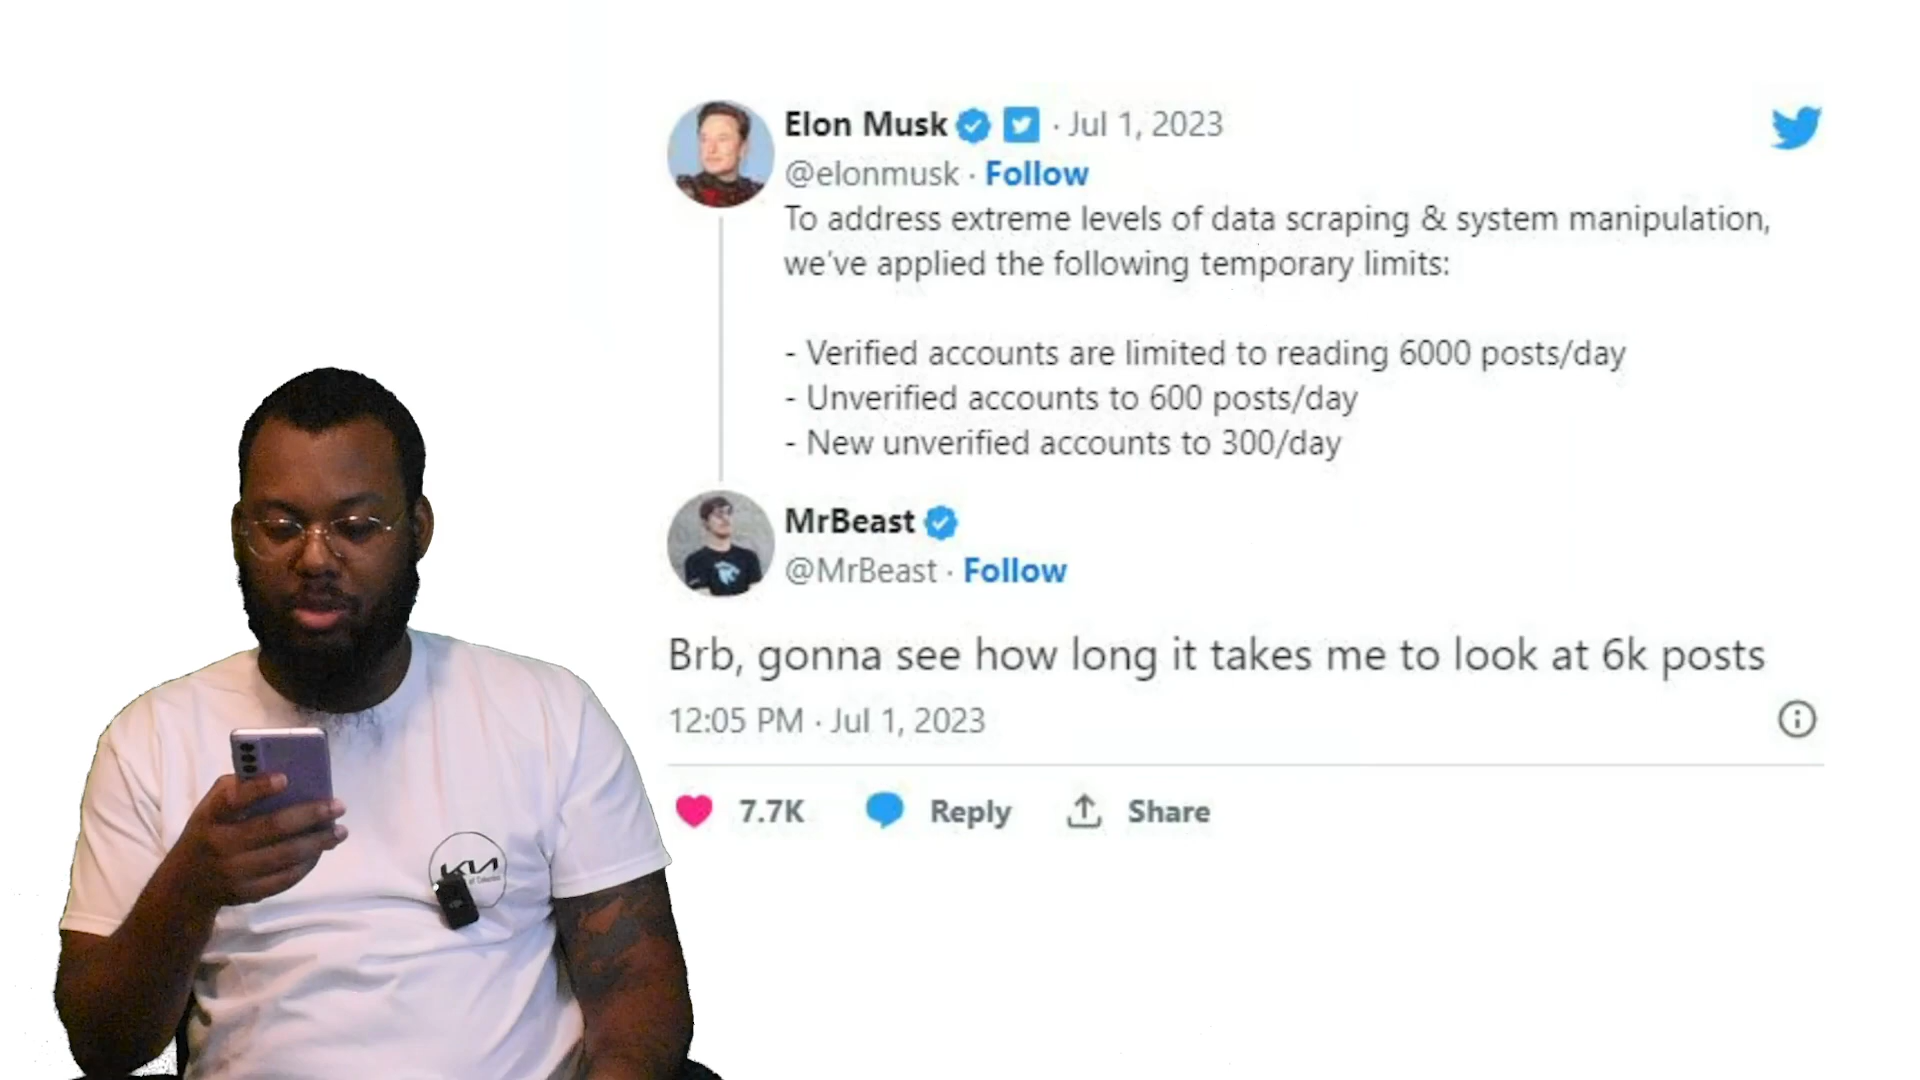 Elon Musk · Jul 1, 2023
@elonmusk · Follow
To address extreme levels of data scraping & system manipulation,
we've applied the following temporary limits:
- Verified accounts are limited to reading 6000 posts/day
- Unverified accounts to 600 posts/day
- New unverified accounts to 300/day
MrBeast
@MrBeast · Follow
Brb, gonna see how long it takes me to look at 6k posts
12:05 PM · Jul 1, 2023
7.7K Reply Share
KIA